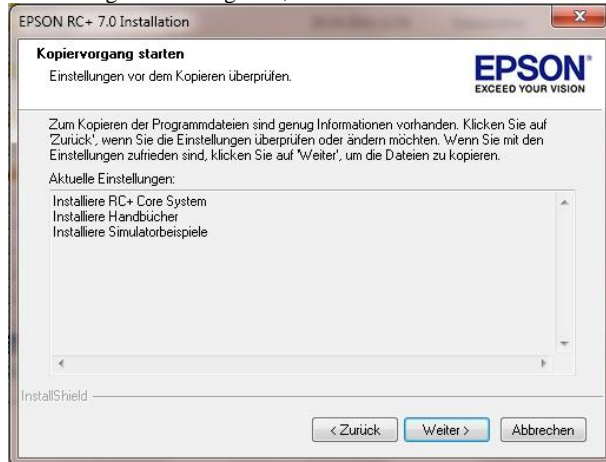 EPSON RC+ 7.0 Installation
Kopiervorgang starten
Einstellungen vor dem Kopieren überprüfen.
EPSON®
EXCEED YOUR VISION
Zum Kopieren der Programmdateien sind genug Informationen vorhanden. Klicken Sie auf
'Zurück', wenn Sie die Einstellungen überprüfen oder ändern möchten. Wenn Sie mit den
Einstellungen zufrieden sind, klicken Sie auf 'Weiter', um die Dateien zu kopieren.
Aktuelle Einstellungen:
Installiere RC+ Core System
Installiere Handbücher
Installiere Simulatorbeispiele
InstallShield
< Zurück
Weiter >
Abbrechen